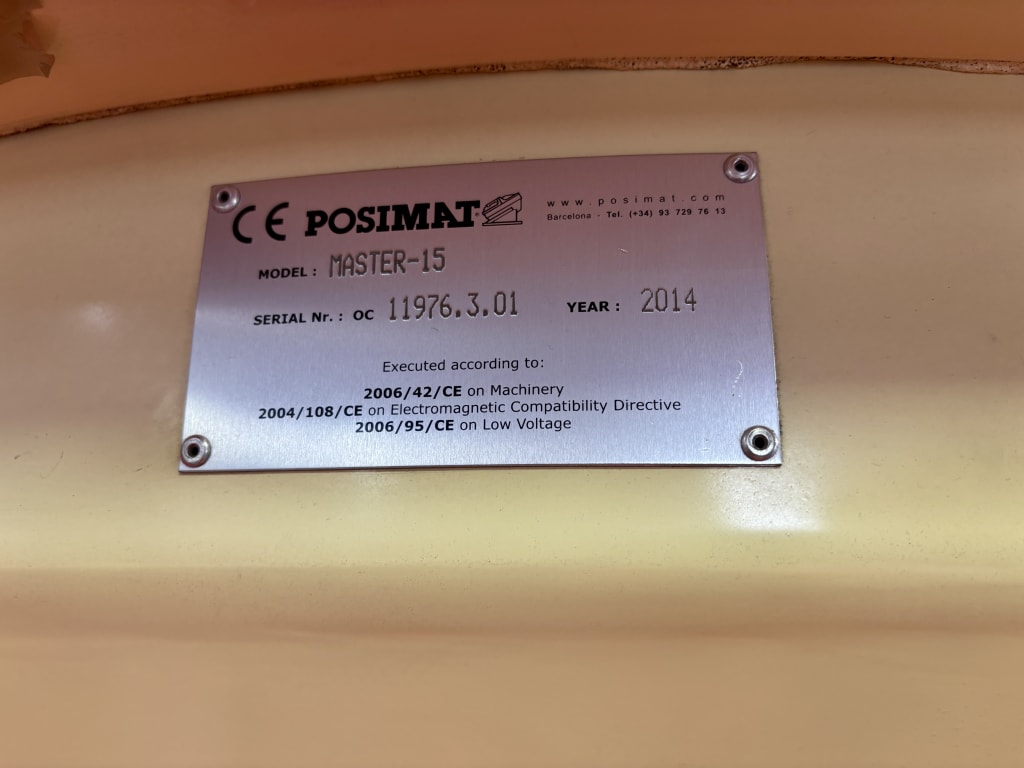 CE POSIMAT
www.posimat.com
Barcelona - Tel. (+34) 93 729 76 13
MODEL : MASTER-15
SERIAL Nr. : OC 11976.3.01 YEAR : 2014
Executed according to:
2006/42/CE on Machinery
2004/108/CE on Electromagnetic Compatibility Directive
2006/95/CE on Low Voltage